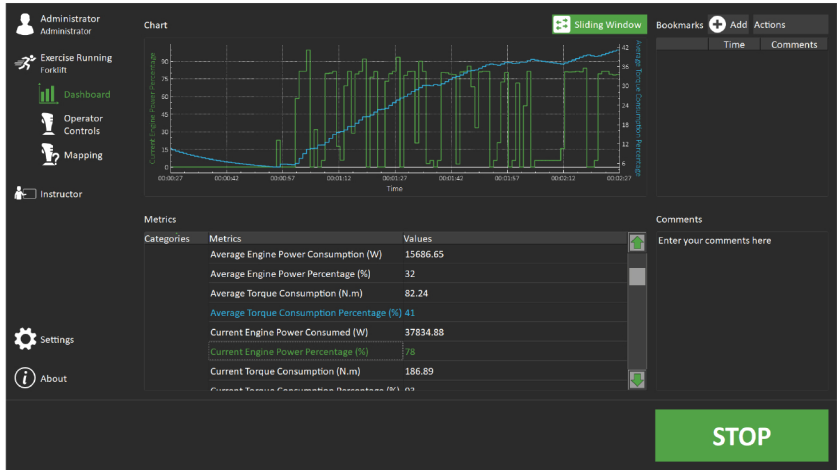 Administrator
Administrator
Exercise Running
Forklift
Dashboard
Operator
Controls
Mapping
Instructor
Settings
About
Chart
Sliding Window
Current Engine Power Percentage
90
75
60
45
30
15
0
42
36
30
24
18
12
6
Average Torque Consumption Percentage
00:00:27 00:00:42 00:00:57 00:01:12 00:01:27 00:01:42 00:01:57 00:02:12 00:02:27
Time
Bookmarks Add Actions
Time Comments
Metrics
Categories Metrics Values
Average Engine Power Consumption (W) 15686.65
Average Engine Power Percentage (%) 32
Average Torque Consumption (N.m) 82.24
Average Torque Consumption Percentage (%) 41
Current Engine Power Consumed (W) 37834.88
Current Engine Power Percentage (%) 78
Current Torque Consumption (N.m) 186.89
Current Torque Consumption Percentage (%) 93
Comments
Enter your comments here
STOP